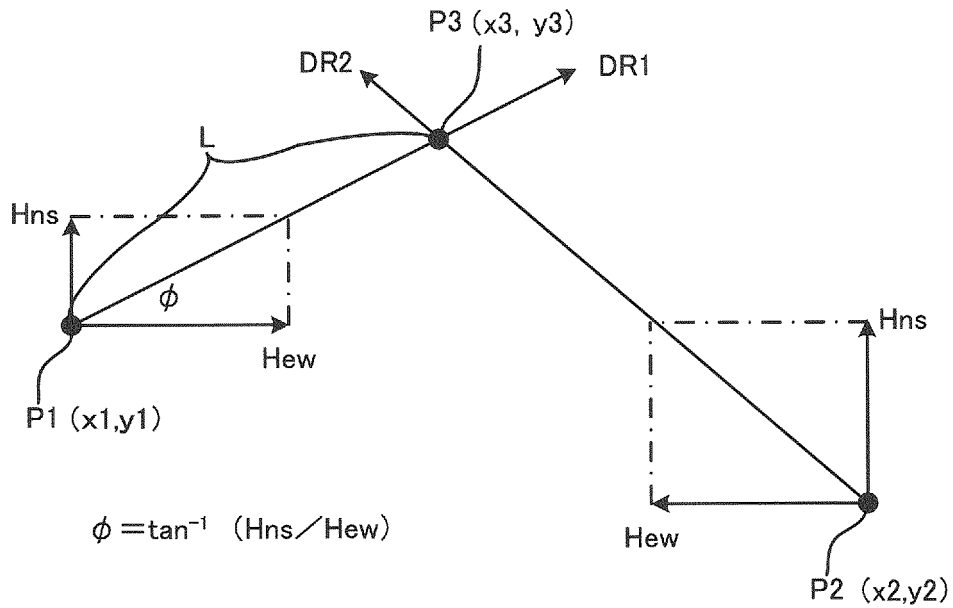 P3 (x3, y3)
DR2
DR1
L
Hns
ϕ
Hns
Hew
P1 (x1,y1)
Hew
ϕ=tan⁻¹ (Hns／Hew)
P2 (x2,y2)